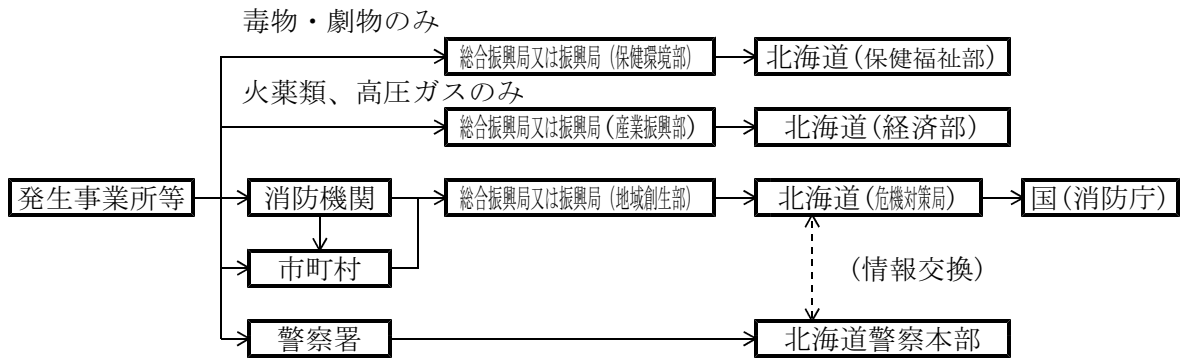 毒物・劇物のみ
総合振興局又は振興局(保健環境部)
北海道(保健福祉部)
火薬類、高圧ガスのみ
総合振興局又は振興局(産業振興部)
北海道(経済部)
発生事業所等
消防機関
総合振興局又は振興局(地域創生部)
北海道(危機対策局)
国(消防庁)
市町村
(情報交換)
警察署
北海道警察本部